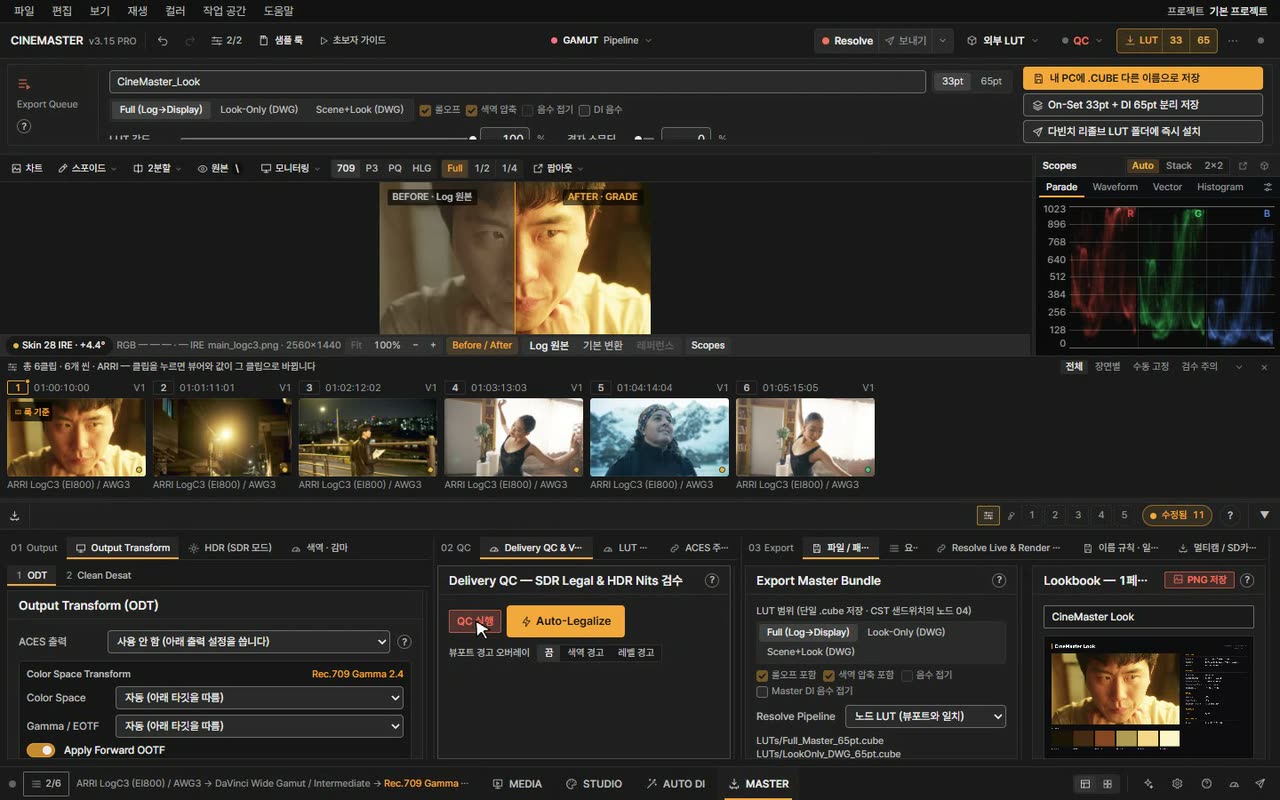 파일 편집 보기 재생 컬러 작업 공간 도움말 프로젝트 기본 프로젝트
CINEMASTER v3.15 PRO 2/2 샘플 룩 초보자 가이드 GAMUT Pipeline Resolve 보내기 외부 LUT QC LUT 33 65
Export Queue
CineMaster_Look 33pt 65pt
Full (Log→Display) Look-Only (DWG) Scene+Look (DWG) 롤오프 색역 압축 음수 접기 DI 음수
100 % 0 %
내 PC에 .CUBE 다른 이름으로 저장
On-Set 33pt + DI 65pt 분리 저장
다빈치 리졸브 LUT 폴더에 즉시 설치
차트 스포이드 2분할 원본 모니터링 709 P3 PQ HLG Full 1/2 1/4 팝아웃
BEFORE · Log 원본 AFTER · GRADE
Scopes Auto Stack 2×2
Parade Waveform Vector Histogram
R G B
1023
896
768
640
512
384
256
128
0
Skin 28 IRE · +4.4° RGB — — — · — IRE main_logc3.png · 2560×1440 Fit 100% − + Before / After Log 원본 기본 변환 레퍼런스 Scopes
총 6클립 · 6개 씬 · ARRI — 클립을 누르면 뷰어와 값이 그 클립으로 바뀝니다 전체 장면별 수동 고정 검수 주의
1 01:00:10:00 V1 2 01:01:11:01 V1 3 01:02:12:02 V1 4 01:03:13:03 V1 5 01:04:14:04 V1 6 01:05:15:05 V1
룩 기준
ARRI LogC3 (EI800) / AWG3 ARRI LogC3 (EI800) / AWG3 ARRI LogC3 (EI800) / AWG3 ARRI LogC3 (EI800) / AWG3 ARRI LogC3 (EI800) / AWG3 ARRI LogC3 (EI800) / AWG3
1 2 3 4 5 수정됨 11 ?
01 Output Output Transform HDR (SDR 모드) 색역 · 감마
1 ODT 2 Clean Desat
Output Transform (ODT)
ACES 출력 사용 안 함 (아래 출력 설정을 씁니다) ?
Color Space Transform Rec.709 Gamma 2.4
Color Space 자동 (아래 타깃을 따름)
Gamma / EOTF 자동 (아래 타깃을 따름)
Apply Forward OOTF
02 QC Delivery QC & V··· LUT ··· ACES 주···
Delivery QC — SDR Legal & HDR Nits 검수 ?
QC 실행 Auto-Legalize
뷰포트 경고 오버레이 끔 색역 경고 레벨 경고
03 Export 파일 / 패··· 요··· Resolve Live & Render ··· 이름 규칙 · 일··· 멀티캠 / SD카···
Export Master Bundle ?
LUT 범위 (단일 .cube 저장 · CST 샌드위치의 노드 04)
Full (Log→Display) Look-Only (DWG)
Scene+Look (DWG)
롤오프 포함 색역 압축 포함 음수 접기
Master DI 음수 접기
Resolve Pipeline 노드 LUT (뷰포트와 일치)
LUTs/Full_Master_65pt.cube
LUTs/LookOnly_DWG_65pt.cube
Lookbook — 1페··· PNG 저장 ?
CineMaster Look
CineMaster Look
2/6 ARRI LogC3 (EI800) / AWG3 → DaVinci Wide Gamut / Intermediate → Rec.709 Gamma ··· MEDIA STUDIO AUTO DI MASTER